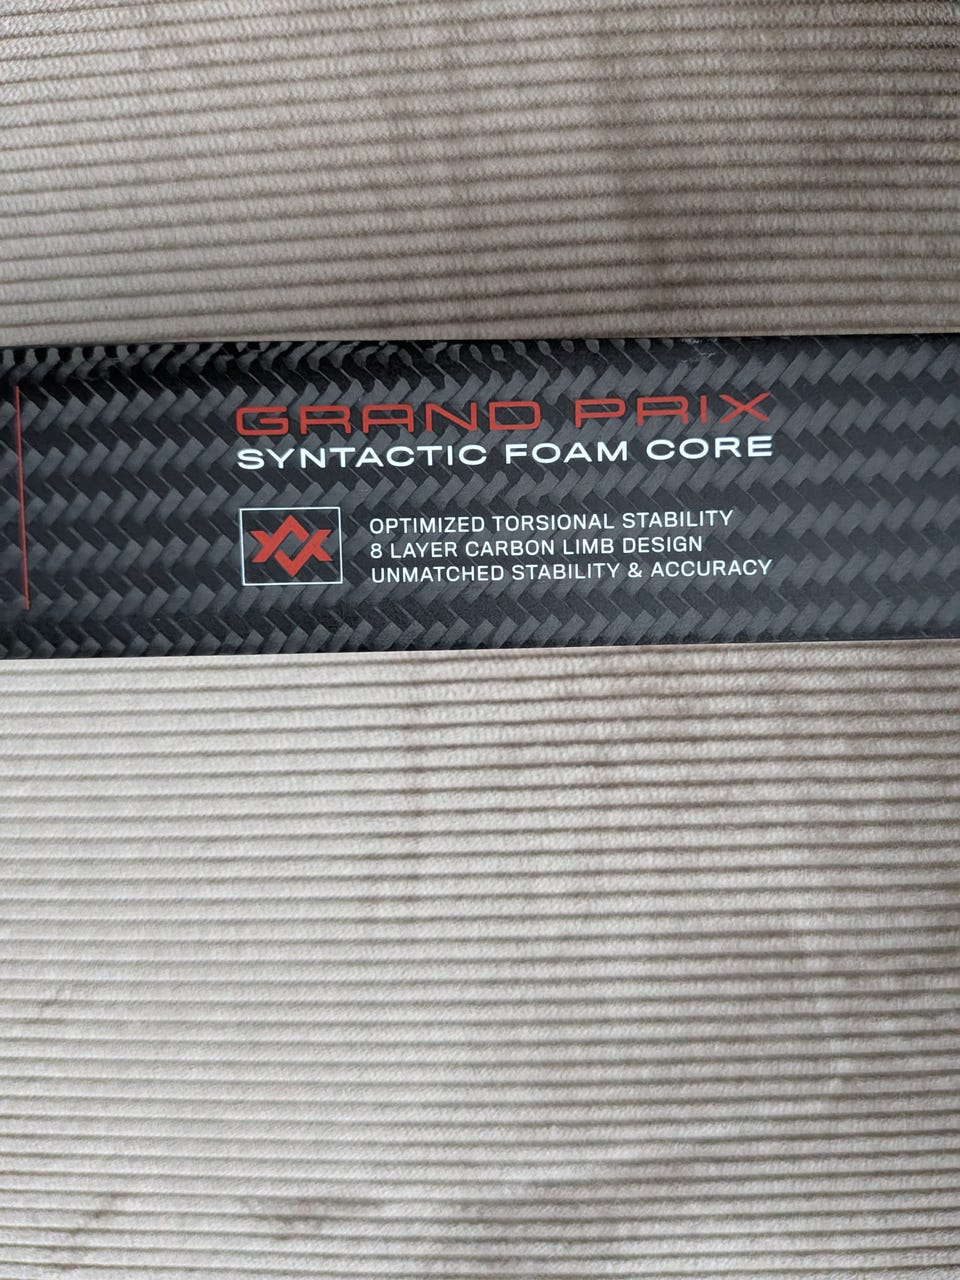 GRAND PRIX
SYNTACTIC FOAM CORE
OPTIMIZED TORSIONAL STABILITY
8 LAYER CARBON LIMB DESIGN
UNMATCHED STABILITY & ACCURACY